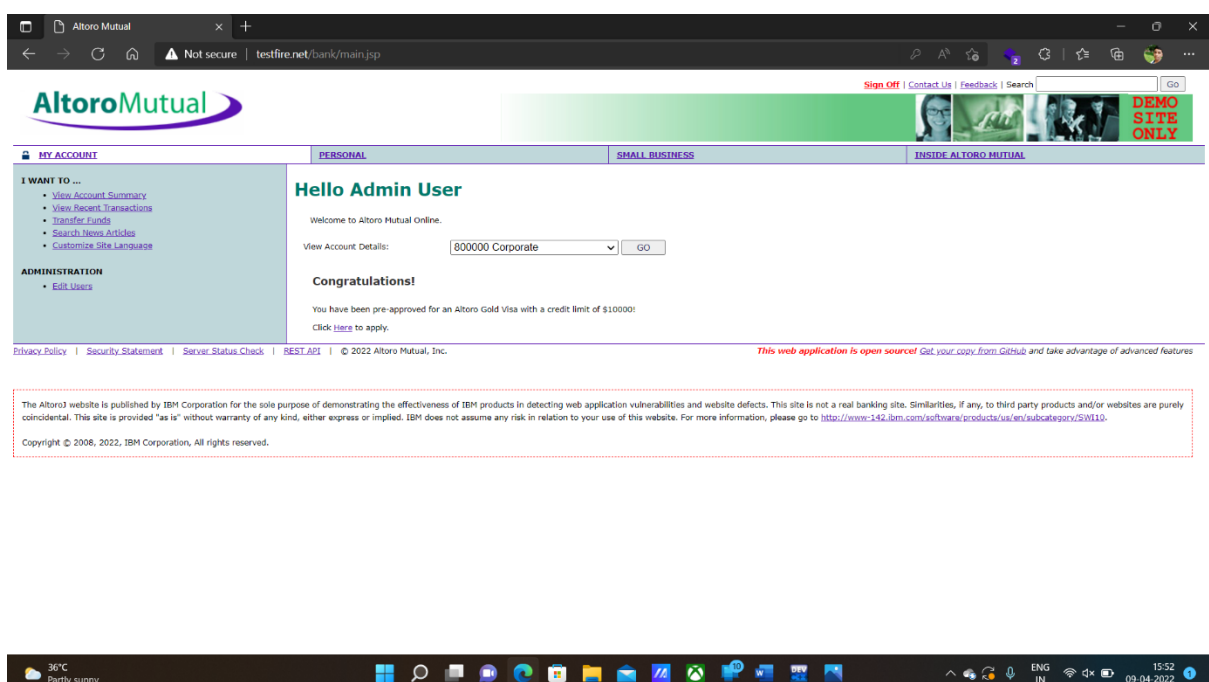 Altoro Mutual
Not secure | testfire.net/bank/main.jsp
2
Sign Off | Contact Us | Feedback | Search Go
AltoroMutual
DEMO
SITE
ONLY
MY ACCOUNT PERSONAL SMALL BUSINESS INSIDE ALTORO MUTUAL
I WANT TO ...
• View Account Summary
• View Recent Transactions
• Transfer Funds
• Search News Articles
• Customize Site Language
ADMINISTRATION
• Edit Users
Hello Admin User
Welcome to Altoro Mutual Online.
View Account Details: 800000 Corporate GO
Congratulations!
You have been pre-approved for an Altoro Gold Visa with a credit limit of $10000!
Click Here to apply.
Privacy Policy | Security Statement | Server Status Check | REST API | © 2022 Altoro Mutual, Inc. This web application is open source! Get your copy from GitHub and take advantage of advanced features
The AltoroJ website is published by IBM Corporation for the sole purpose of demonstrating the effectiveness of IBM products in detecting web application vulnerabilities and website defects. This site is not a real banking site. Similarities, if any, to third party products and/or websites are purely
coincidental. This site is provided "as is" without warranty of any kind, either express or implied. IBM does not assume any risk in relation to your use of this website. For more information, please go to http://www-142.ibm.com/software/products/us/en/subcategory/SWI10.
Copyright © 2008, 2022, IBM Corporation, All rights reserved.
36°C
Partly sunny
10
DEV
ENG
IN
15:52
09-04-2022
1